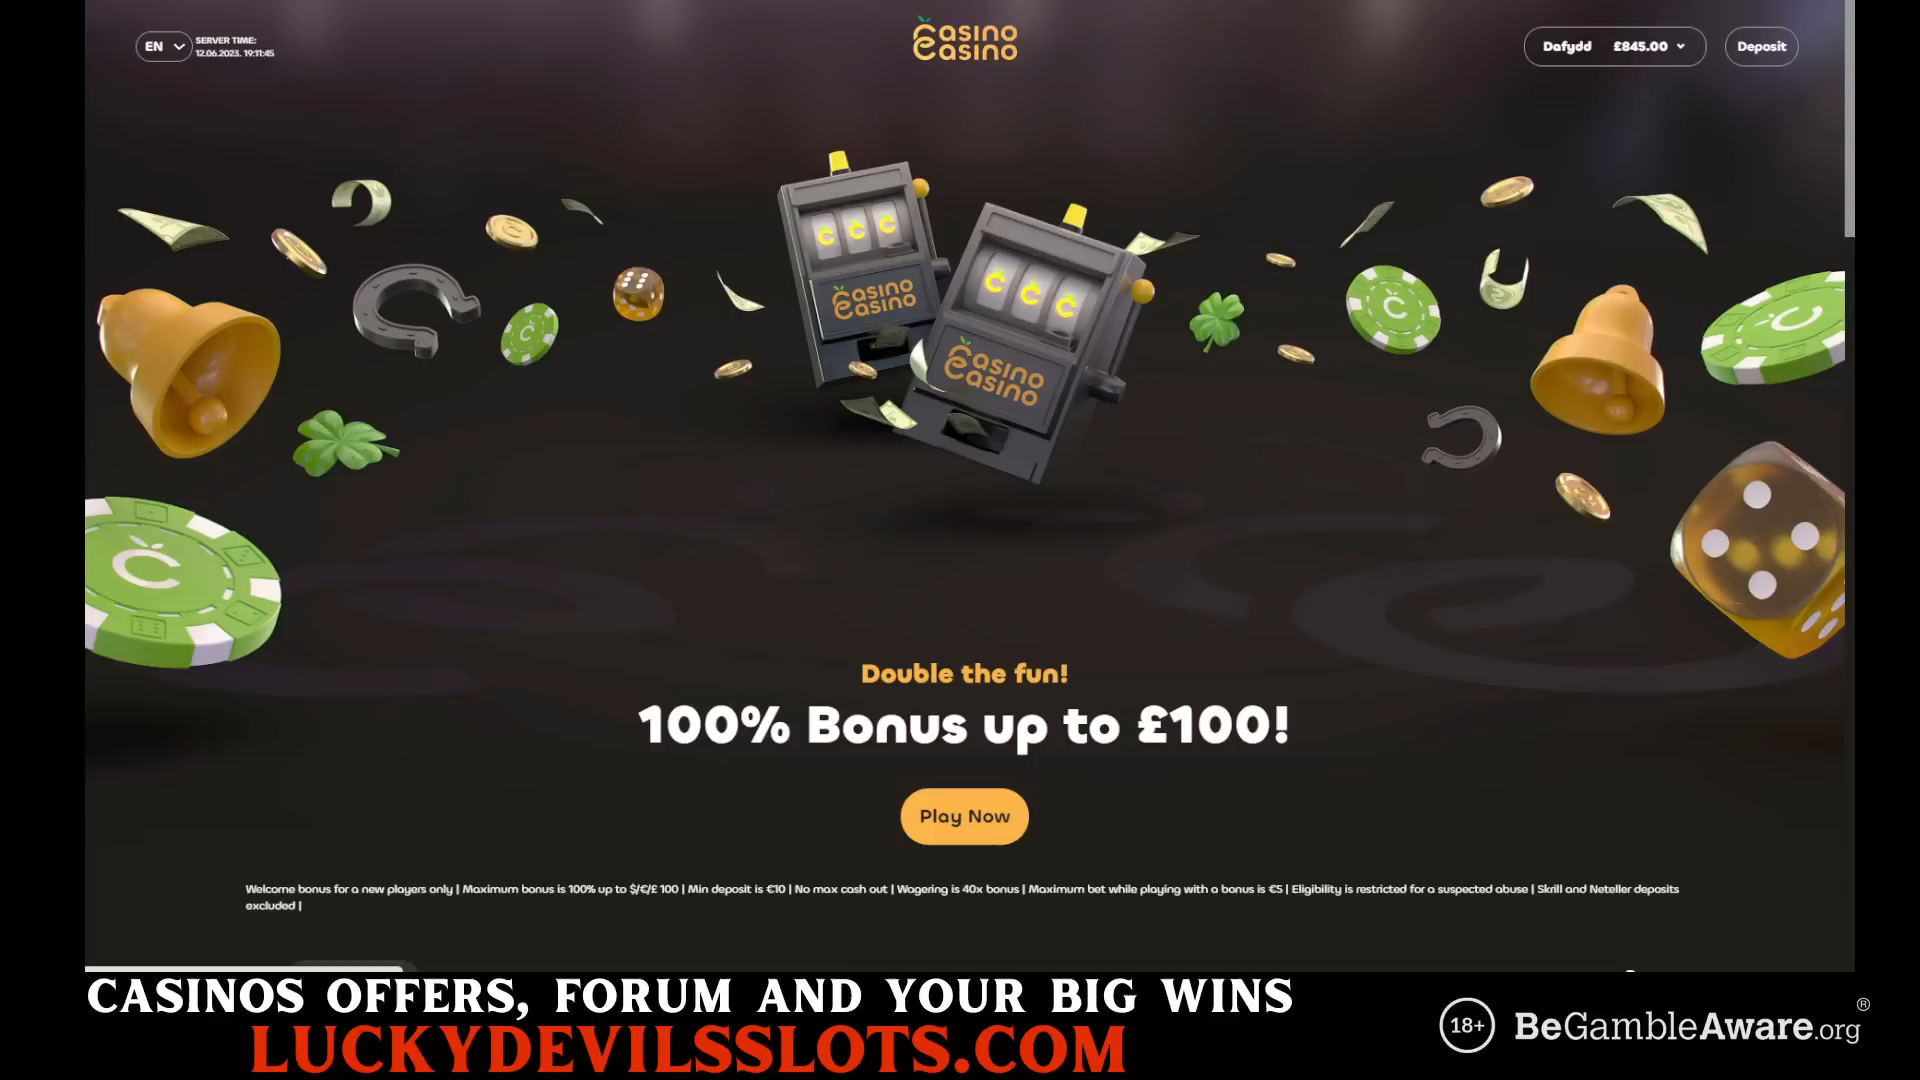 EN
SERVER TIME:
12.06.2023. 19:11:45
Casino
Casino
Dafydd £845.00
Deposit
C C C
Casino
Casino
C C C
Casino
Casino
Double the fun!
100% Bonus up to £100!
Play Now
Welcome bonus for a new players only | Maximum bonus is 100% up to $/€/£ 100 | Min deposit is €10 | No max cash out | Wagering is 40x bonus | Maximum bet while playing with a bonus is €5 | Eligibility is restricted for a suspected abuse | Skrill and Neteller deposits
excluded |
CASINOS OFFERS, FORUM AND YOUR BIG WINS
LUCKYDEVILSSLOTS.COM
18+ BeGambleAware.org®